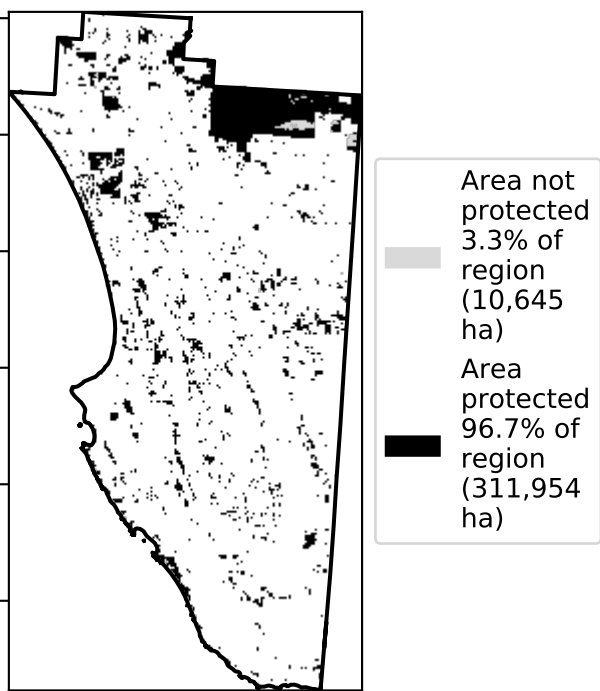 Area not
protected
3.3% of
region
(10,645
ha)
Area
protected
96.7% of
region
(311,954
ha)